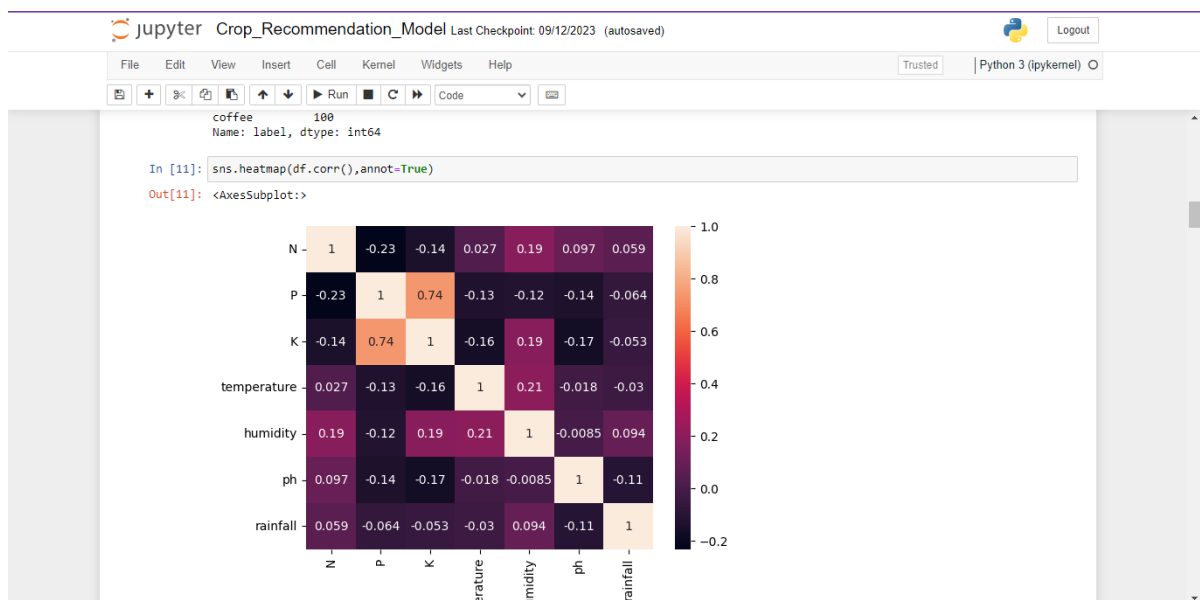 jupyter Crop_Recommendation_Model Last Checkpoint: 09/12/2023 (autosaved)
Logout
File Edit View Insert Cell Kernel Widgets Help
Trusted Python 3 (ipykernel)
Run Code
coffee 100
Name: label, dtype: int64
In [11]: sns.heatmap(df.corr(),annot=True)
Out[11]: <AxesSubplot:>
N 1 -0.23 -0.14 0.027 0.19 0.097 0.059
P -0.23 1 0.74 -0.13 -0.12 -0.14 -0.064
K -0.14 0.74 1 -0.16 0.19 -0.17 -0.053
temperature 0.027 -0.13 -0.16 1 0.21 -0.018 -0.03
humidity 0.19 -0.12 0.19 0.21 1 -0.0085 0.094
ph 0.097 -0.14 -0.17 -0.018 -0.0085 1 -0.11
rainfall 0.059 -0.064 -0.053 -0.03 0.094 -0.11 1
N P K erature midity ph rainfall
1.0
0.8
0.6
0.4
0.2
0.0
−0.2